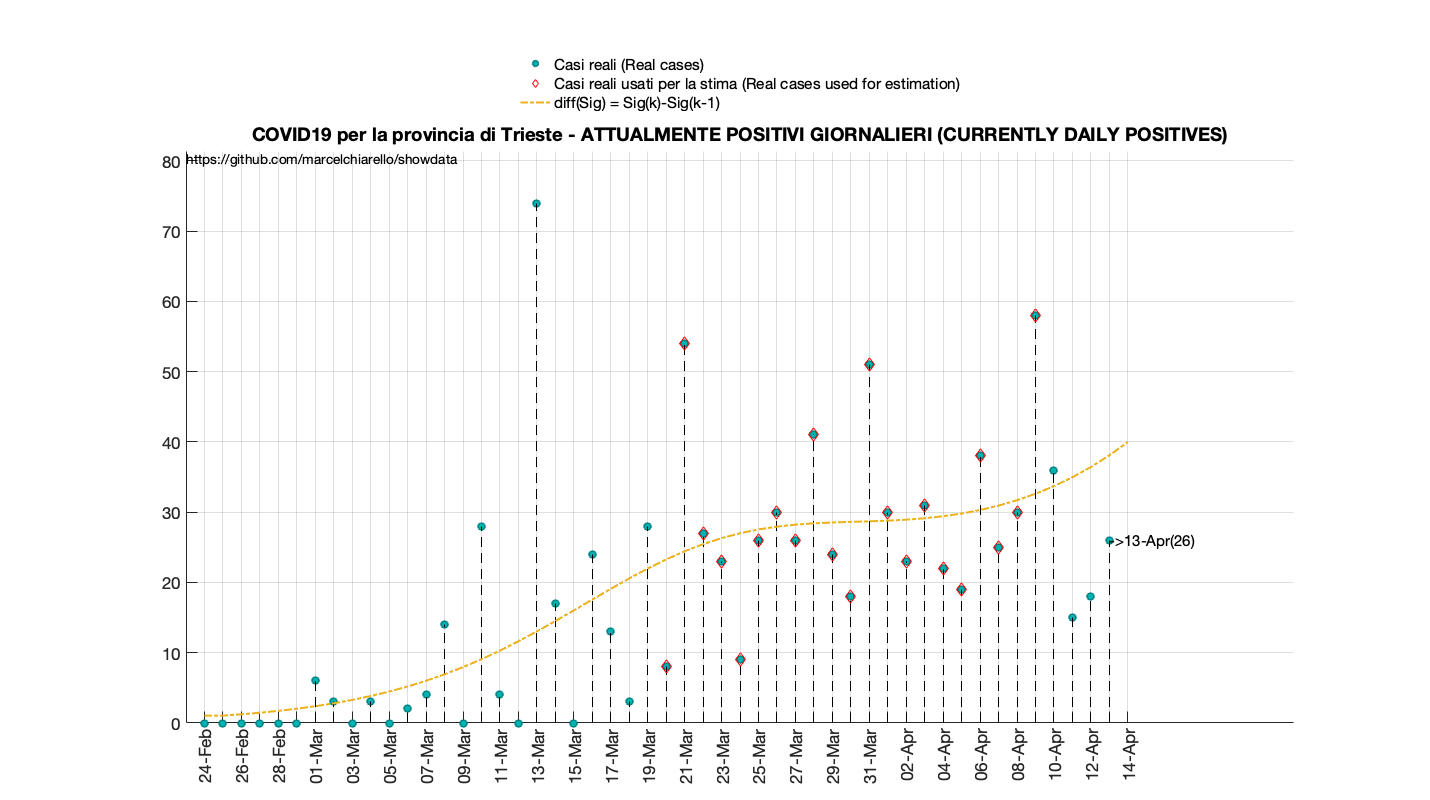 Casi reali (Real cases)
Casi reali usati per la stima (Real cases used for estimation)
diff(Sig) = Sig(k)-Sig(k-1)
COVID19 per la provincia di Trieste - ATTUALMENTE POSITIVI GIORNALIERI (CURRENTLY DAILY POSITIVES)
https://github.com/marcelchiarello/showdata
80
70
60
50
40
30
20
10
0
>13-Apr(26)
24-Feb
26-Feb
28-Feb
01-Mar
03-Mar
05-Mar
07-Mar
09-Mar
11-Mar
13-Mar
15-Mar
17-Mar
19-Mar
21-Mar
23-Mar
25-Mar
27-Mar
29-Mar
31-Mar
02-Apr
04-Apr
06-Apr
08-Apr
10-Apr
12-Apr
14-Apr